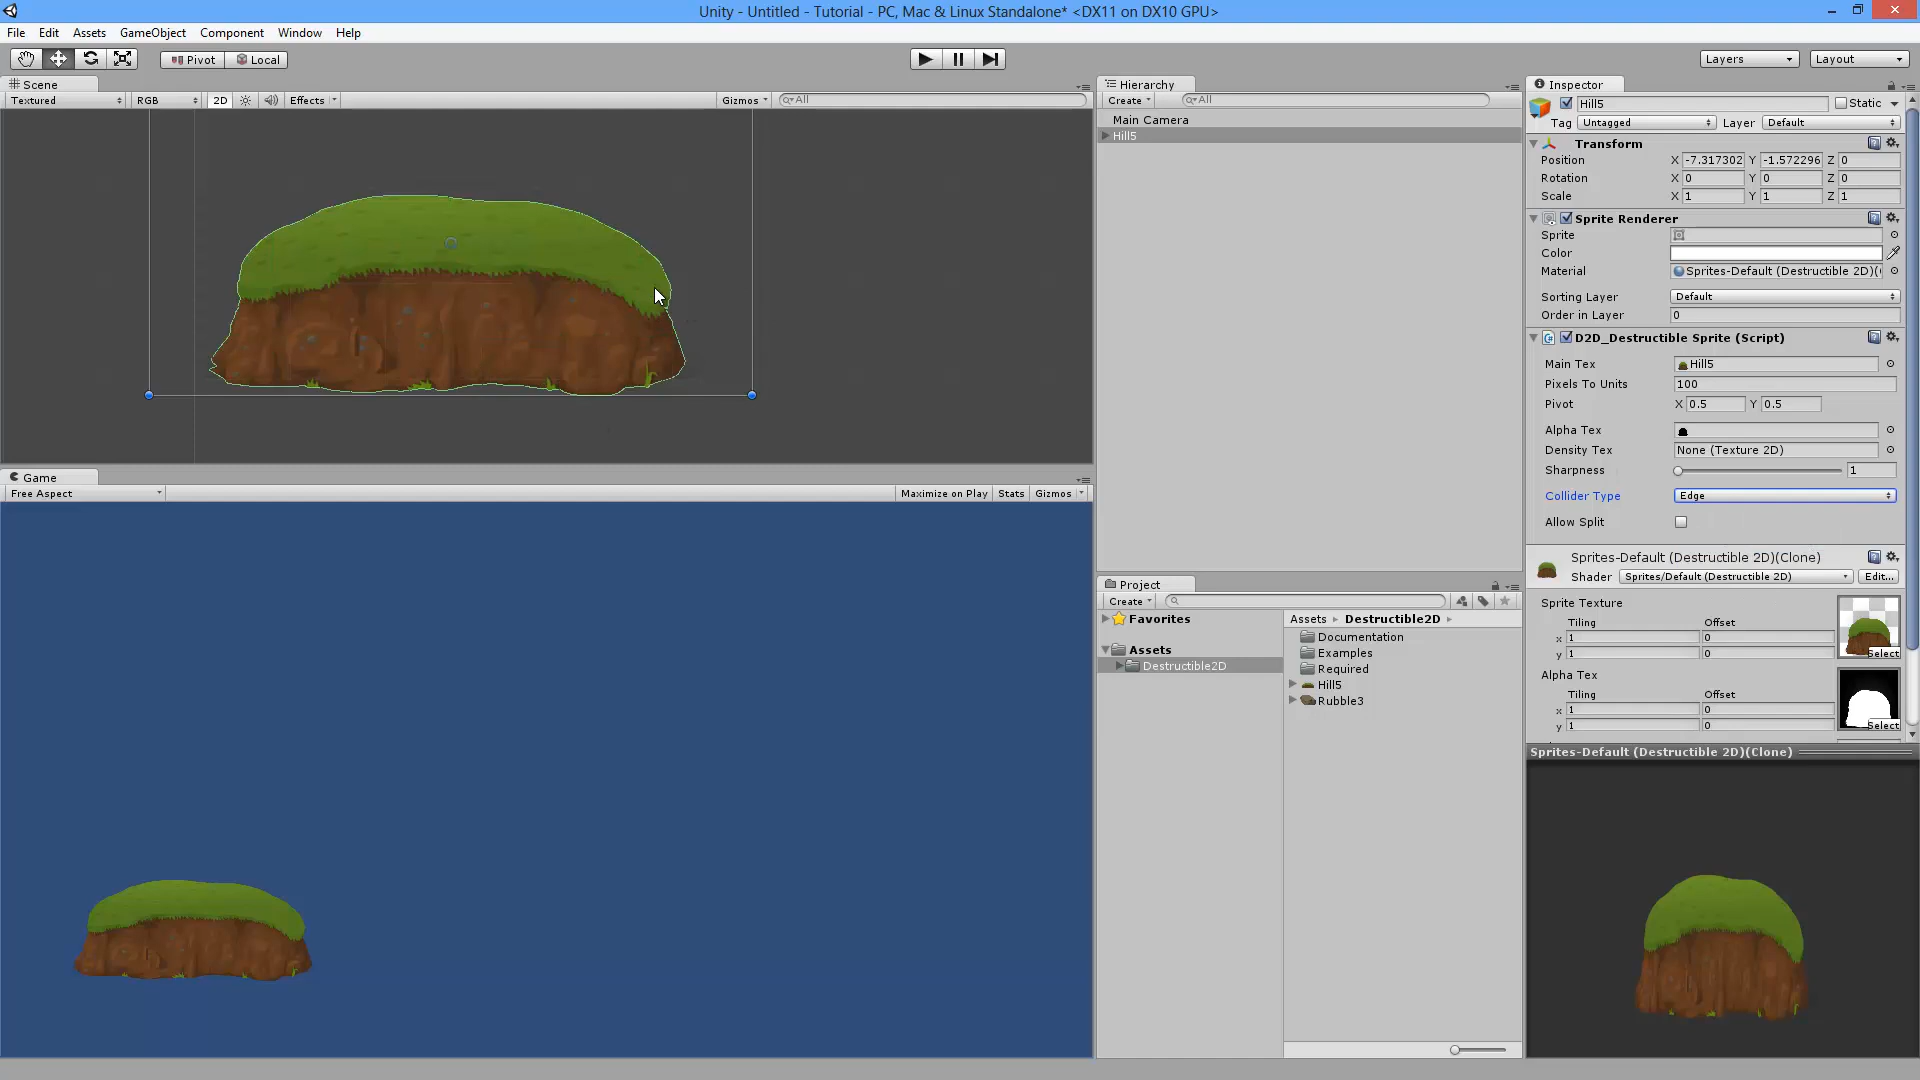 Unity - Untitled - Tutorial - PC, Mac & Linux Standalone* <DX11 on DX10 GPU>
File Edit Assets GameObject Component Window Help
Pivot Local Layers Layout
Scene
Textured RGB 2D Effects Gizmos All
Game
Free Aspect Maximize on Play Stats Gizmos
Hierarchy
Create All
Main Camera
Hill5
Project
Create
Favorites
Assets
Destructible2D
Assets Destructible2D
Documentation
Examples
Required
Hill5
Rubble3
Inspector
Hill5 Static
Tag Untagged Layer Default
Transform
Position X -7.317302 Y -1.572296 Z 0
Rotation X 0 Y 0 Z 0
Scale X 1 Y 1 Z 1
Sprite Renderer
Sprite
Color
Material Sprites-Default (Destructible 2D)(
Sorting Layer Default
Order in Layer 0
D2D_Destructible Sprite (Script)
Main Tex Hill5
Pixels To Units 100
Pivot X 0.5 Y 0.5
Alpha Tex
Density Tex None (Texture 2D)
Sharpness 1
Collider Type Edge
Allow Split
Sprites-Default (Destructible 2D)(Clone)
Shader Sprites/Default (Destructible 2D) Edit...
Sprite Texture
Tiling Offset
x 1 0
y 1 0 Select
Alpha Tex
Tiling Offset
x 1 0
y 1 0 Select
Sprites-Default (Destructible 2D)(Clone)